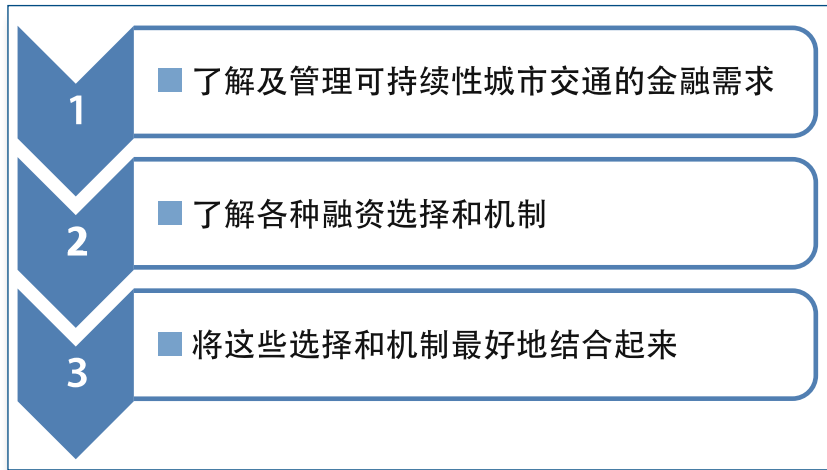 1
■ 了解及管理可持续性城市交通的金融需求
2
■ 了解各种融资选择和机制
3
■ 将这些选择和机制最好地结合起来